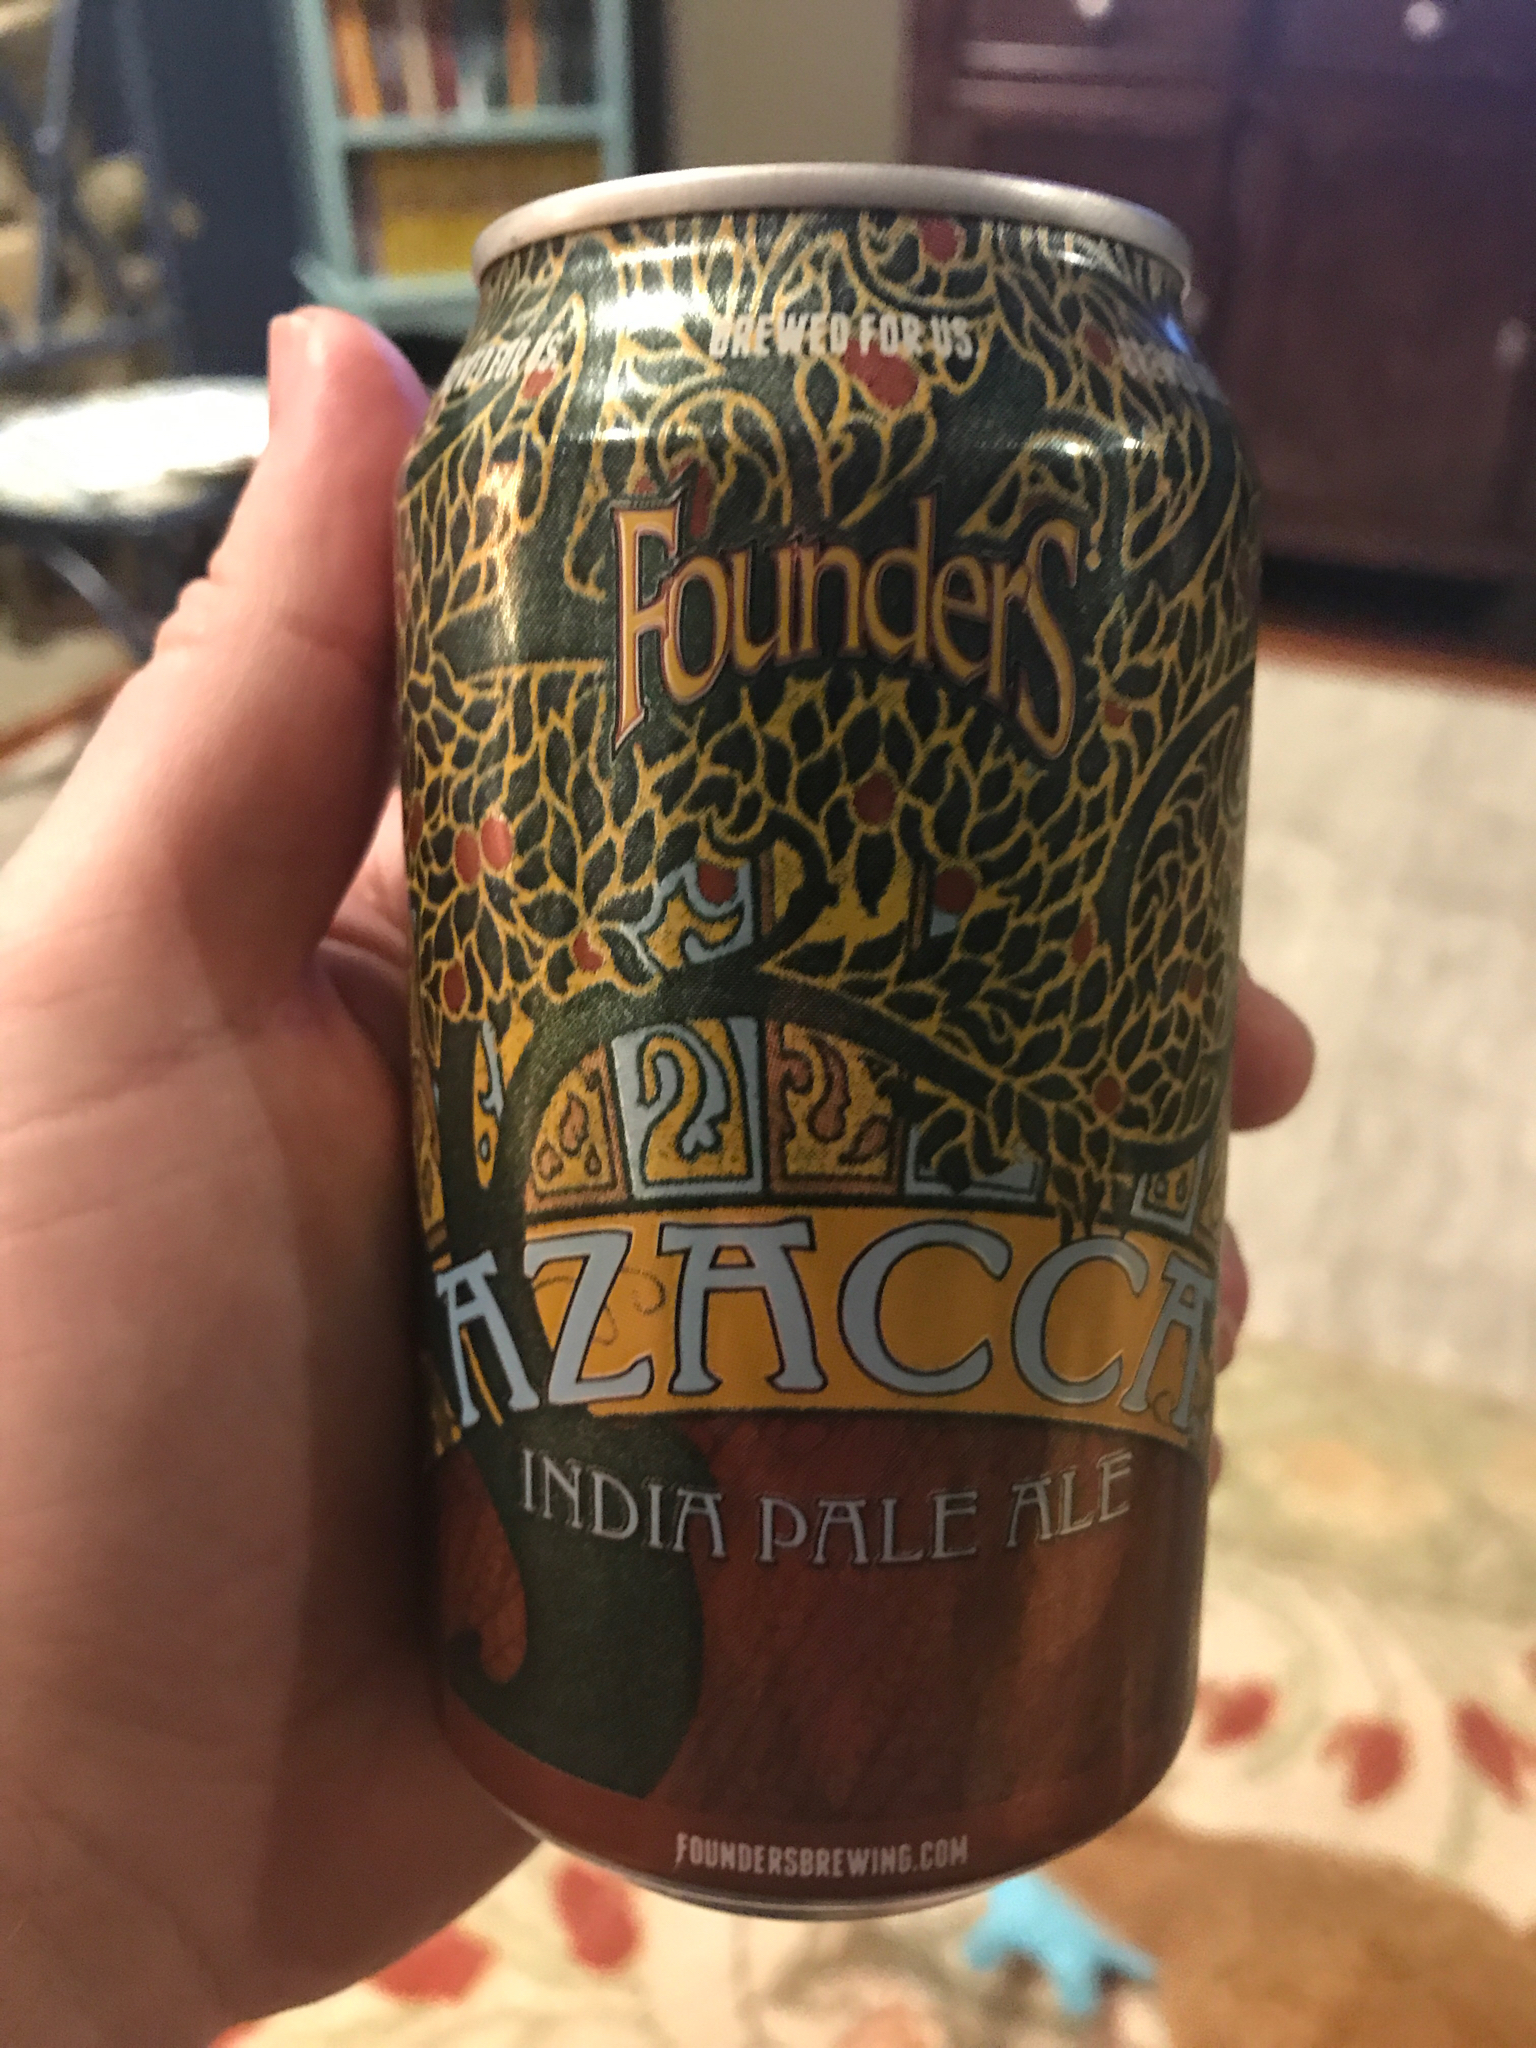 BREWED FOR US
Founders
AZACCA
INDIA PALE ALE
FOUNDERSBREWING.COM